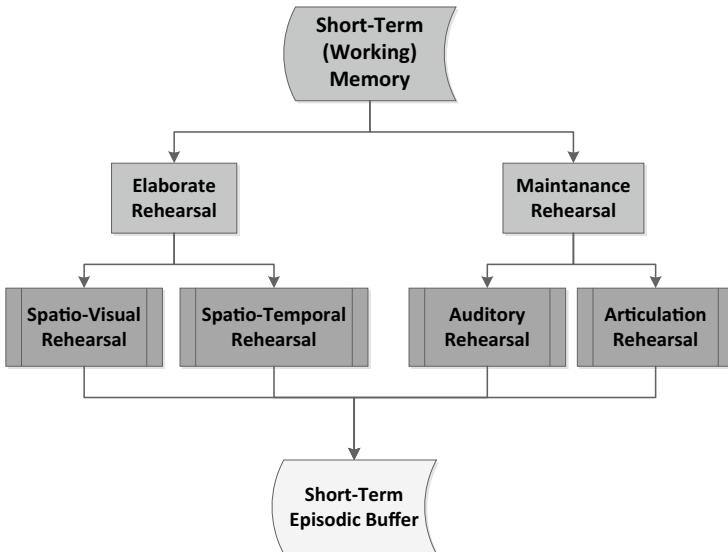 Short-Term
(Working)
Memory
Elaborate
Rehearsal
Maintanance
Rehearsal
Spatio-Visual
Rehearsal
Spatio-Temporal
Rehearsal
Auditory
Rehearsal
Articulation
Rehearsal
Short-Term
Episodic Buffer